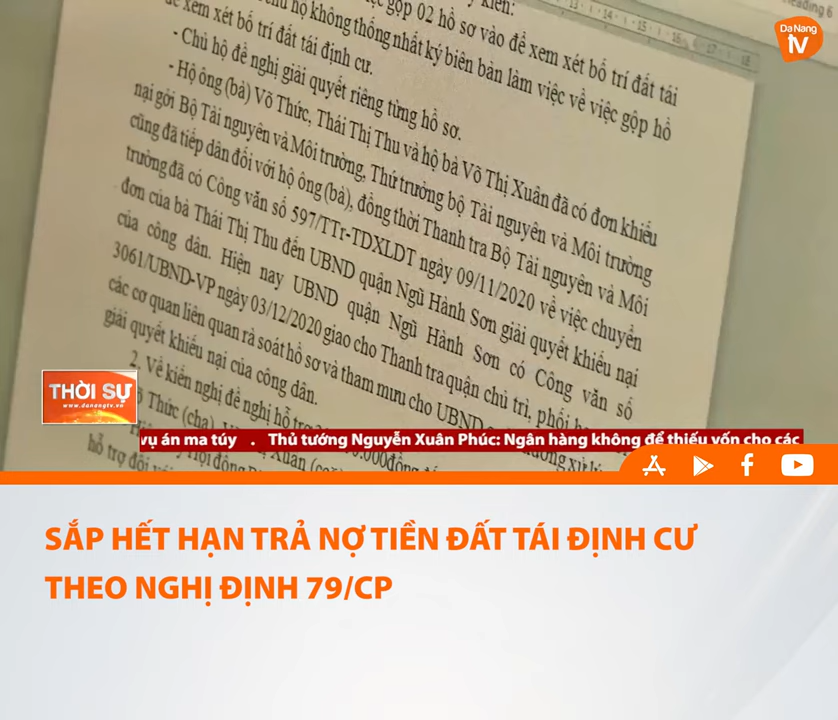 Heading 6
Da Nang
tv
gộp 02 hồ sơ vào để xem xét bố trí đất tái
hộ không thống nhất ký biên bản làm việc về việc gộp hồ
xem xét bố trí đất tái định cư.
- Chủ hộ đề nghị giải quyết riêng từng hồ sơ.
- Hộ ông (bà) Võ Thức, Thái Thị Thu và hộ bà Võ Thị Xuân đã có đơn khiếu
nại gởi Bộ Tài nguyên và Môi trường, Thứ trưởng bộ Tài nguyên và Môi trường
cũng đã tiếp dân đối với hộ ông (bà), đồng thời Thanh tra Bộ Tài nguyên và Môi
trường đã có Công văn số 597/TTr-TDXLDT ngày 09/11/2020 về việc chuyển
đơn của bà Thái Thị Thu đến UBND quận Ngũ Hành Sơn giải quyết khiếu nại
của công dân. Hiện nay UBND quận Ngũ Hành Sơn có Công văn số
3061/UBND-VP ngày 03/12/2020 giao cho Thanh tra quận chủ trì, phối
các cơ quan liên quan rà soát hồ sơ và tham mưu cho UBND
giải quyết khiếu nại của công dân.
2. Về kiến nghị đề nghị hỗ trợ
Thức (cha),
Xuân
hỗ trợ đối với
THỜI SỰ
www.danangtv.vn
vụ án ma túy . Thủ tướng Nguyễn Xuân Phúc: Ngân hàng không để thiếu vốn cho các
SẮP HẾT HẠN TRẢ NỢ TIỀN ĐẤT TÁI ĐỊNH CƯ
THEO NGHỊ ĐỊNH 79/CP